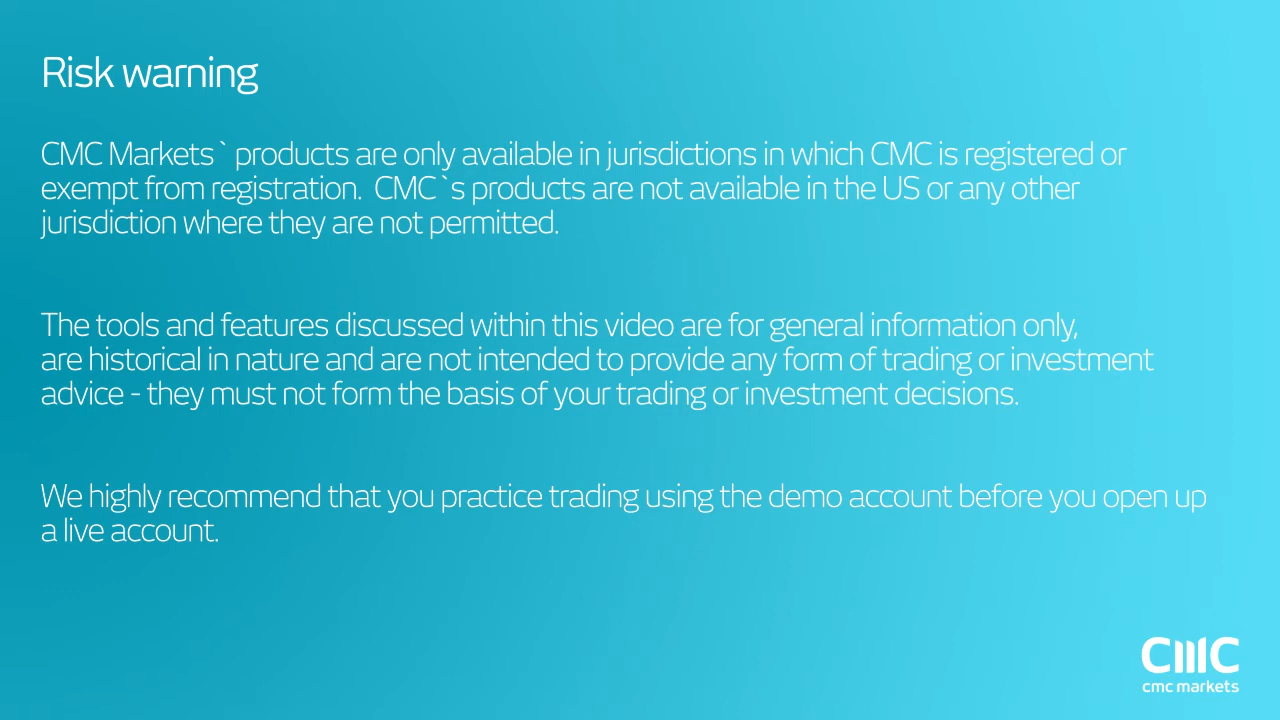 Risk warning
CMC Markets` products are only available in jurisdictions in which CMC is registered or
exempt from registration.  CMC`s products are not available in the US or any other
jurisdiction where they are not permitted.
The tools and features discussed within this video are for general information only,
are historical in nature and are not intended to provide any form of trading or investment
advice - they must not form the basis of your trading or investment decisions.
We highly recommend that you practice trading using the demo account before you open up
a live account.
CMC
cmc markets